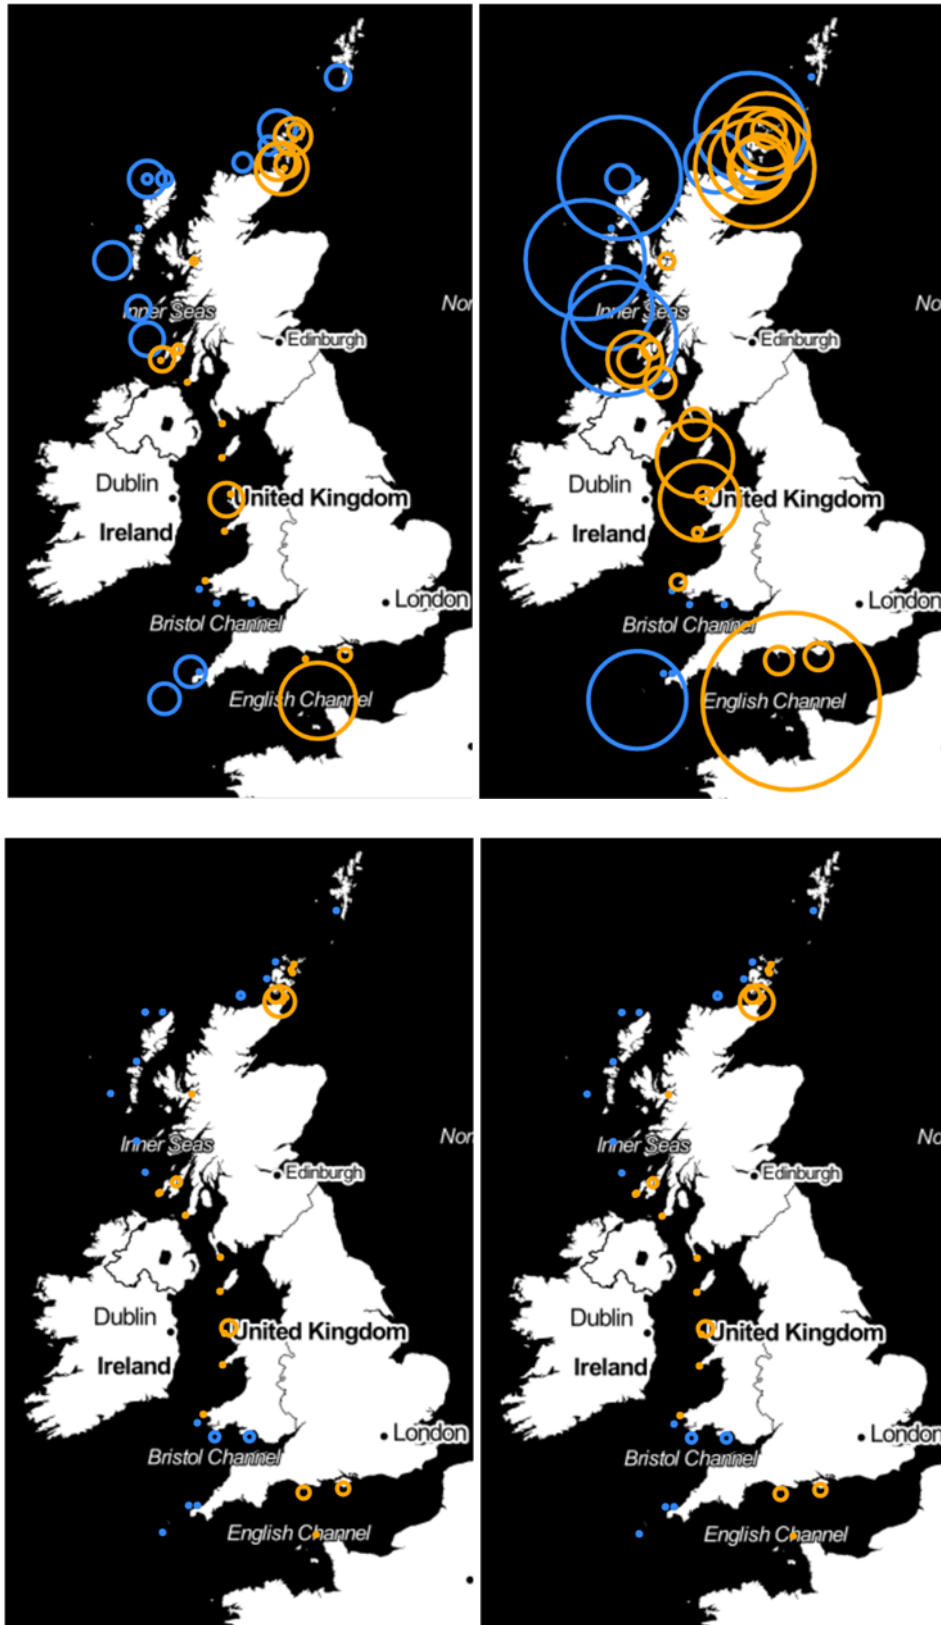 Inner Seas
Nor
Edinburgh
Dublin
United Kingdom
Ireland
London
Bristol Channel
English Channel
Inner Seas
No
Edinburgh
Dublin
United Kingdom
Ireland
London
Bristol Channel
English Channel
Inner Seas
Nor
Edinburgh
Dublin
United Kingdom
Ireland
London
Bristol Channel
English Channel
Inner Seas
No
Edinburgh
Dublin
United Kingdom
Ireland
London
Bristol Channel
English Channel